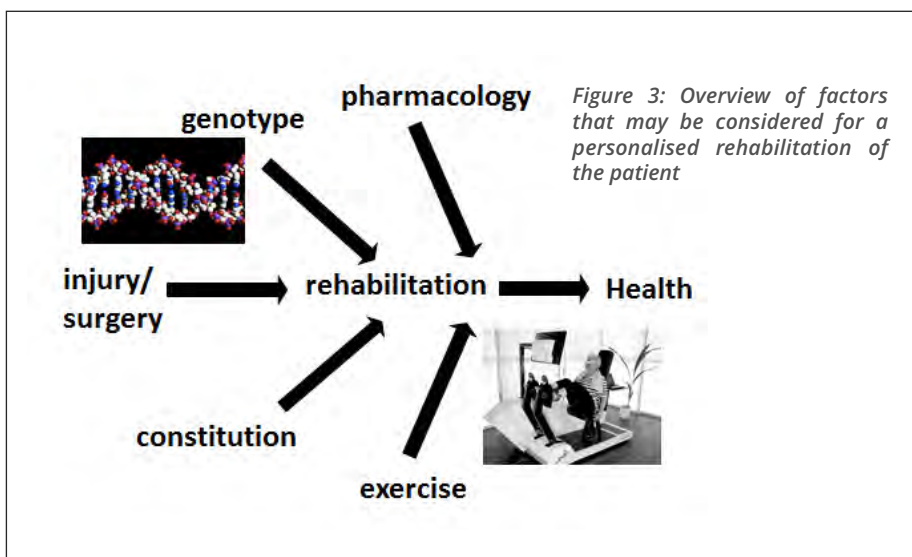 pharmacology
genotype
Figure 3: Overview of factors
that may be considered for a
personalised rehabilitation of
the patient
injury/
surgery
rehabilitation
Health
constitution
exercise